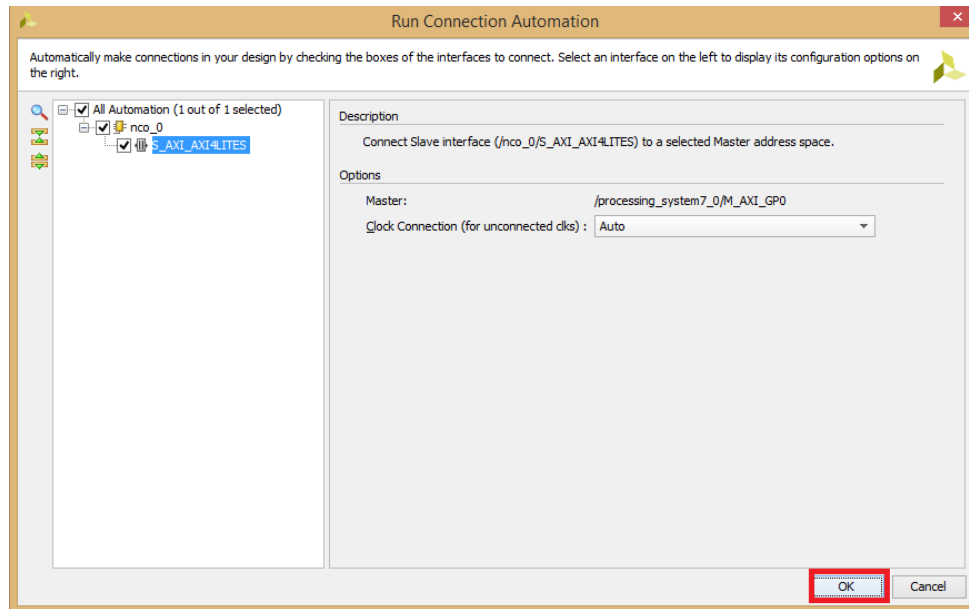 Run Connection Automation
Automatically make connections in your design by checking the boxes of the interfaces to connect. Select an interface on the left to display its configuration options on
the right.
All Automation (1 out of 1 selected)
nco_0
S_AXI_AXI4LITES
Description
Connect Slave interface (/nco_0/S_AXI_AXI4LITES) to a selected Master address space.
Options
Master: /processing_system7_0/M_AXI_GP0
Clock Connection (for unconnected clks) : Auto
OK Cancel